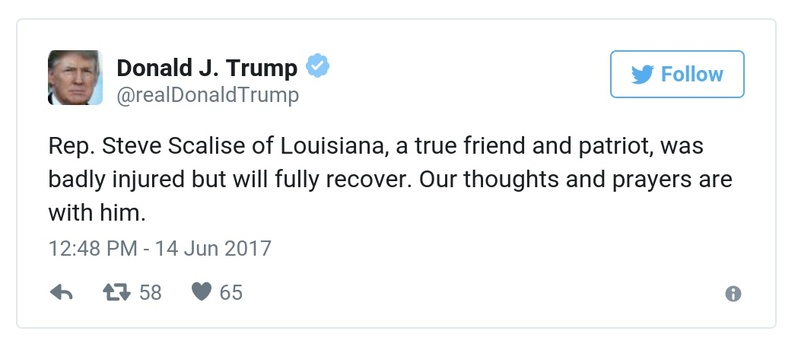 Donald J. Trump
Follow
@realDonaldTrump
Rep. Steve Scalise of Louisiana, a true friend and patriot, was
badly injured but will fully recover. Our thoughts and prayers are
with him.
12:48 PM - 14 Jun 2017
58 65